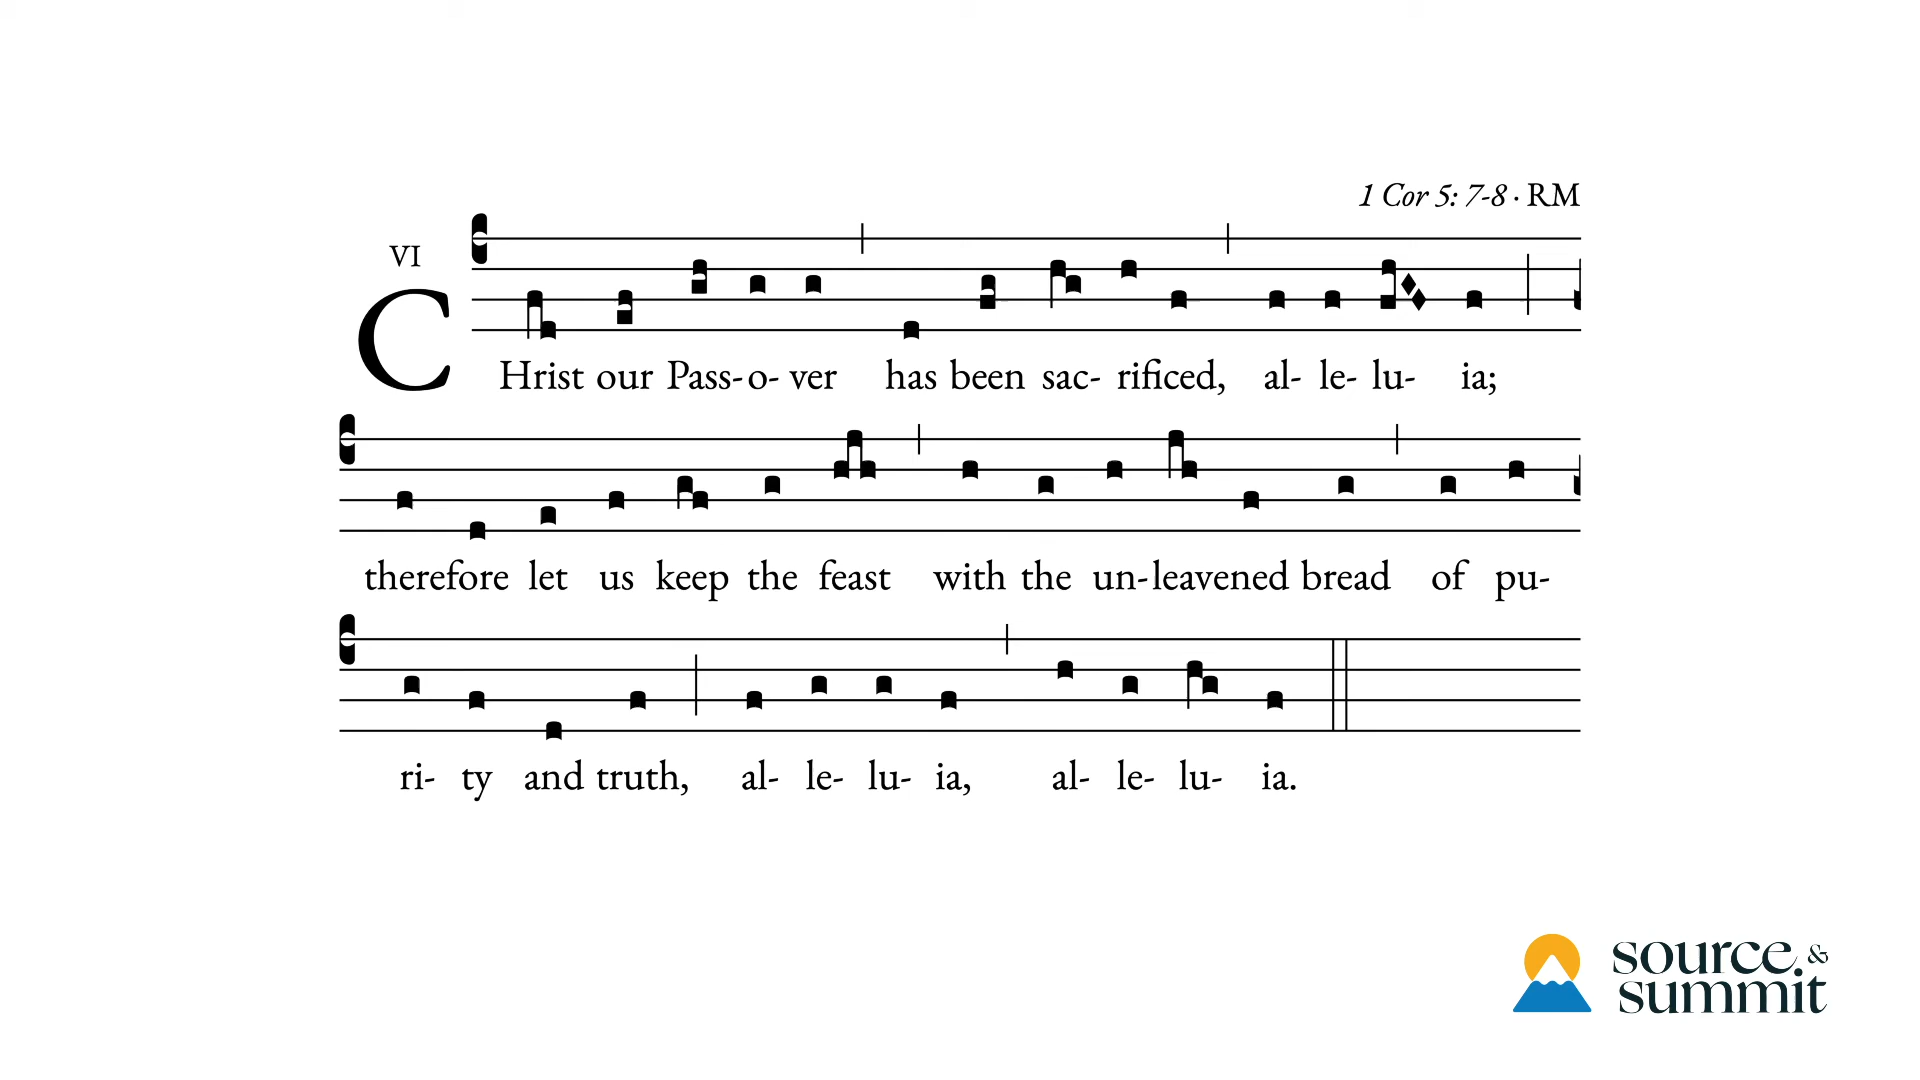 1 Cor 5: 7-8 · RM
VI
CHrist our Pass- o- ver has been sac- rificed, al- le- lu- ia;
therefore let us keep the feast with the un- leavened bread of pu-
ri- ty and truth, al- le- lu- ia, al- le- lu- ia.
source &
summit